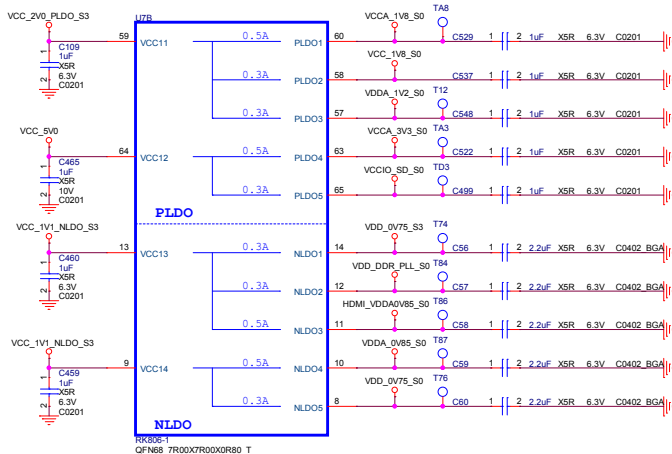 VCC_2V0_PLDO_S3
1
C109
1uF
X5R
6.3V
2
C0201
59
VCC11
VCC_5V0
1
C465
1uF
X5R
10V
2
C0201
64
VCC12
VCC_1V1_NLDO_S3
1
C460
1uF
X5R
6.3V
2
C0201
13
VCC13
VCC_1V1_NLDO_S3
1
C459
1uF
X5R
6.3V
2
C0201
9
VCC14
U7B
0.5A
0.3A
0.3A
0.5A
0.3A
PLDO
0.3A
0.3A
0.5A
0.5A
0.3A
NLDO
RK806-1
QFN68_7R00X7R00X0R80_T
PLDO1 60 VCCA_1V8_S0 TA8 C529 1 2 1uF X5R 6.3V C0201
PLDO2 58 VCC_1V8_S0 C537 1 2 1uF X5R 6.3V C0201
PLDO3 57 VDDA_1V2_S0 T12 C548 1 2 1uF X5R 6.3V C0201
PLDO4 63 VCCA_3V3_S0 TA3 C522 1 2 1uF X5R 6.3V C0201
PLDO5 65 VCCIO_SD_S0 TD3 C499 1 2 1uF X5R 6.3V C0201
NLDO1 14 VDD_0V75_S3 T74 C56 1 2 2.2uF X5R 6.3V C0402_BGA
NLDO2 12 VDD_DDR_PLL_S0 T84 C57 1 2 2.2uF X5R 6.3V C0402_BGA
NLDO3 11 HDMI_VDDA0V85_S0 T86 C58 1 2 2.2uF X5R 6.3V C0402_BGA
NLDO4 10 VDDA_0V85_S0 T87 C59 1 2 2.2uF X5R 6.3V C0402_BGA
NLDO5 8 VDD_0V75_S0 T76 C60 1 2 2.2uF X5R 6.3V C0402_BGA